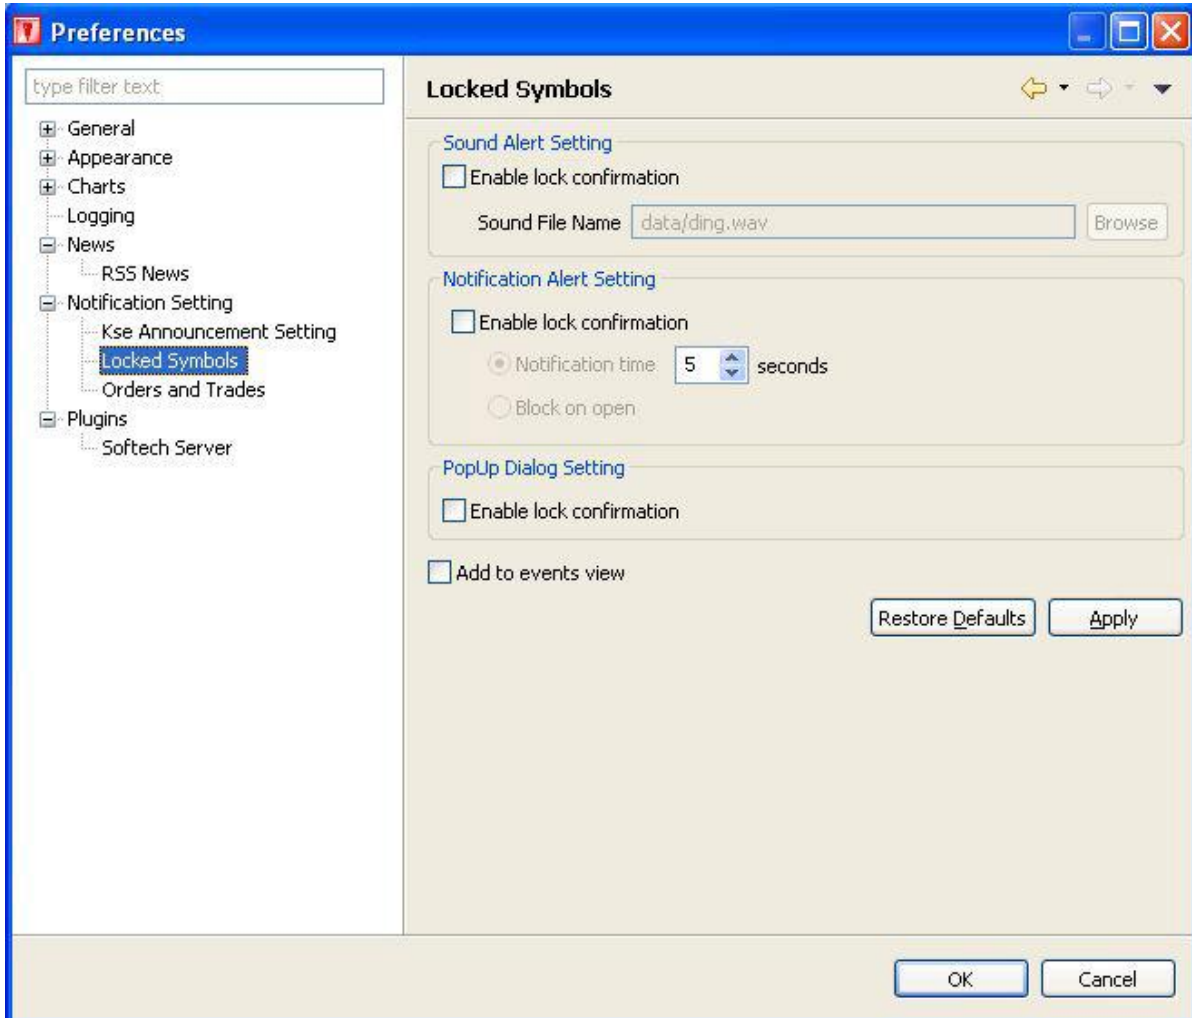 Preferences
type filter text
General
Appearance
Charts
Logging
News
RSS News
Notification Setting
Kse Announcement Setting
Locked Symbols
Orders and Trades
Plugins
Softech Server
Locked Symbols
Sound Alert Setting
Enable lock confirmation
Sound File Name data/ding.wav Browse
Notification Alert Setting
Enable lock confirmation
Notification time 5 seconds
Block on open
PopUp Dialog Setting
Enable lock confirmation
Add to events view
Restore Defaults Apply
OK Cancel